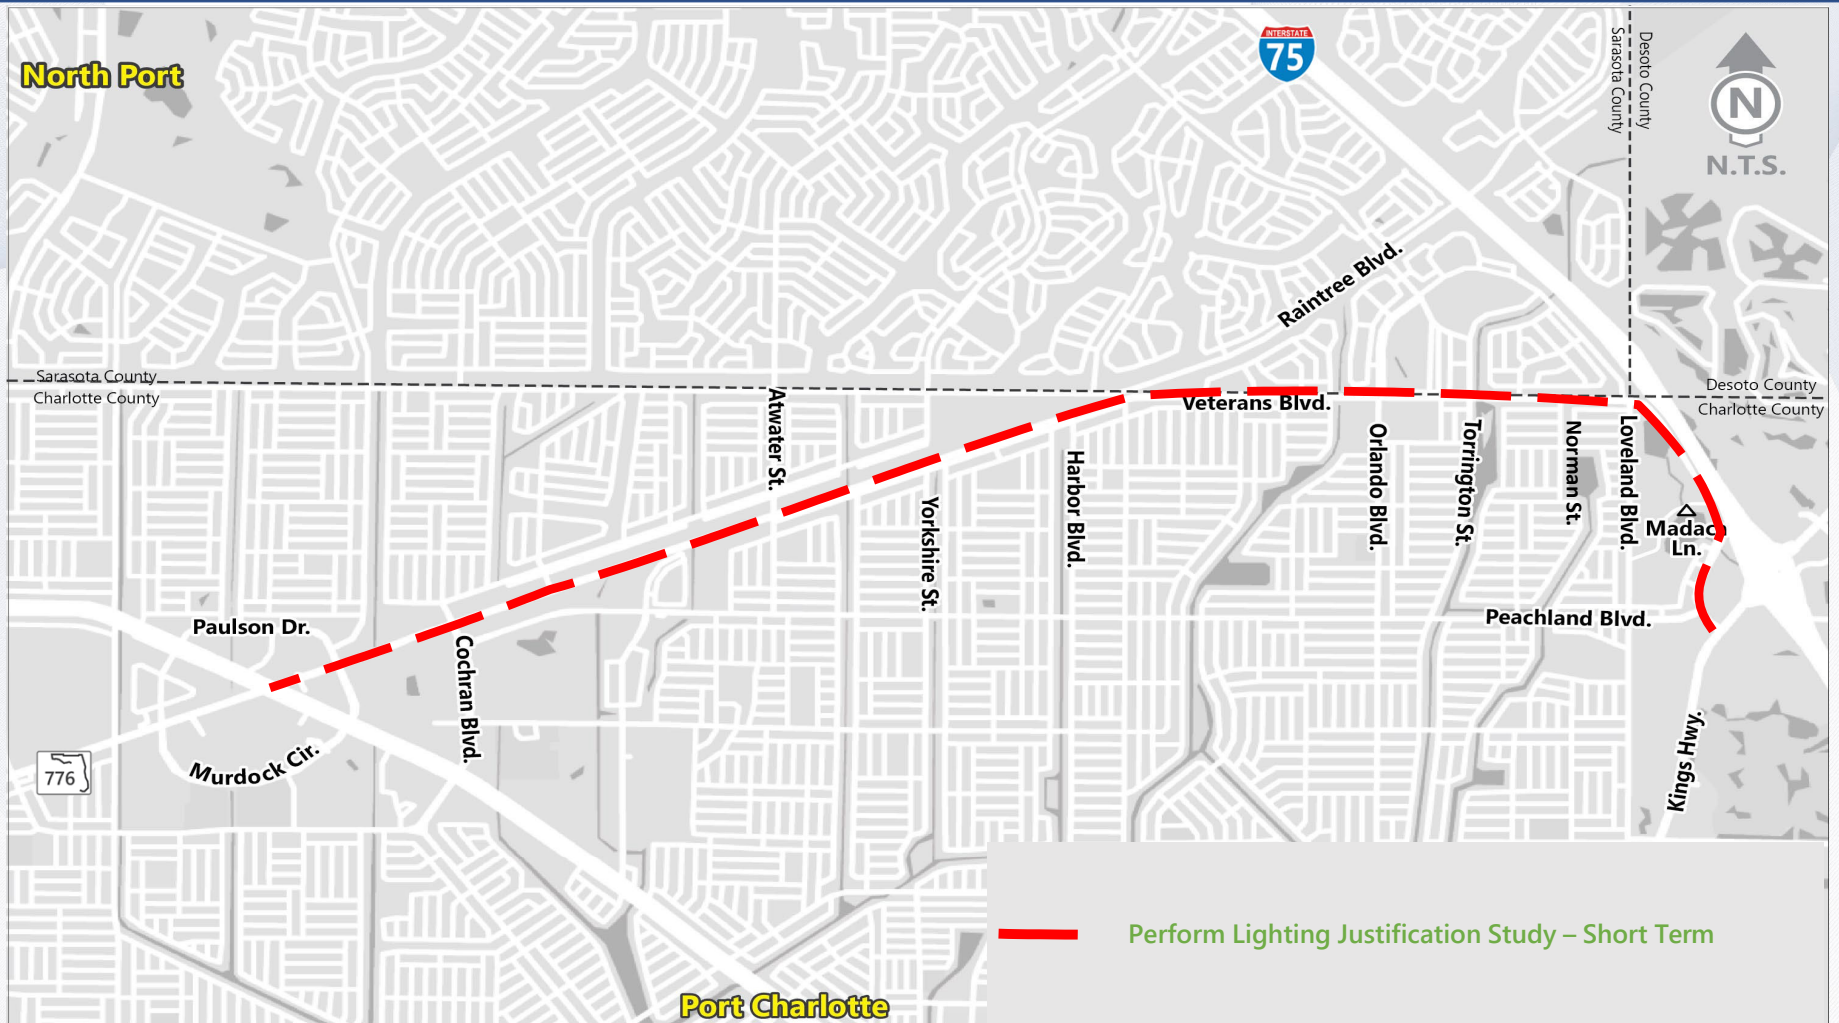 North Port
INTERSTATE
75
Sarasota County
Desoto County
N
N.T.S.
Raintree Blvd.
Sarasota County
Charlotte County
Desoto County
Charlotte County
Veterans Blvd.
Atwater St.
Yorkshire St.
Harbor Blvd.
Orlando Blvd.
Torrington St.
Norman St.
Loveland Blvd.
Madach
Ln.
Paulson Dr.
Peachland Blvd.
Cochran Blvd.
Murdock Cir.
776
Kings Hwy.
Perform Lighting Justification Study – Short Term
Port Charlotte